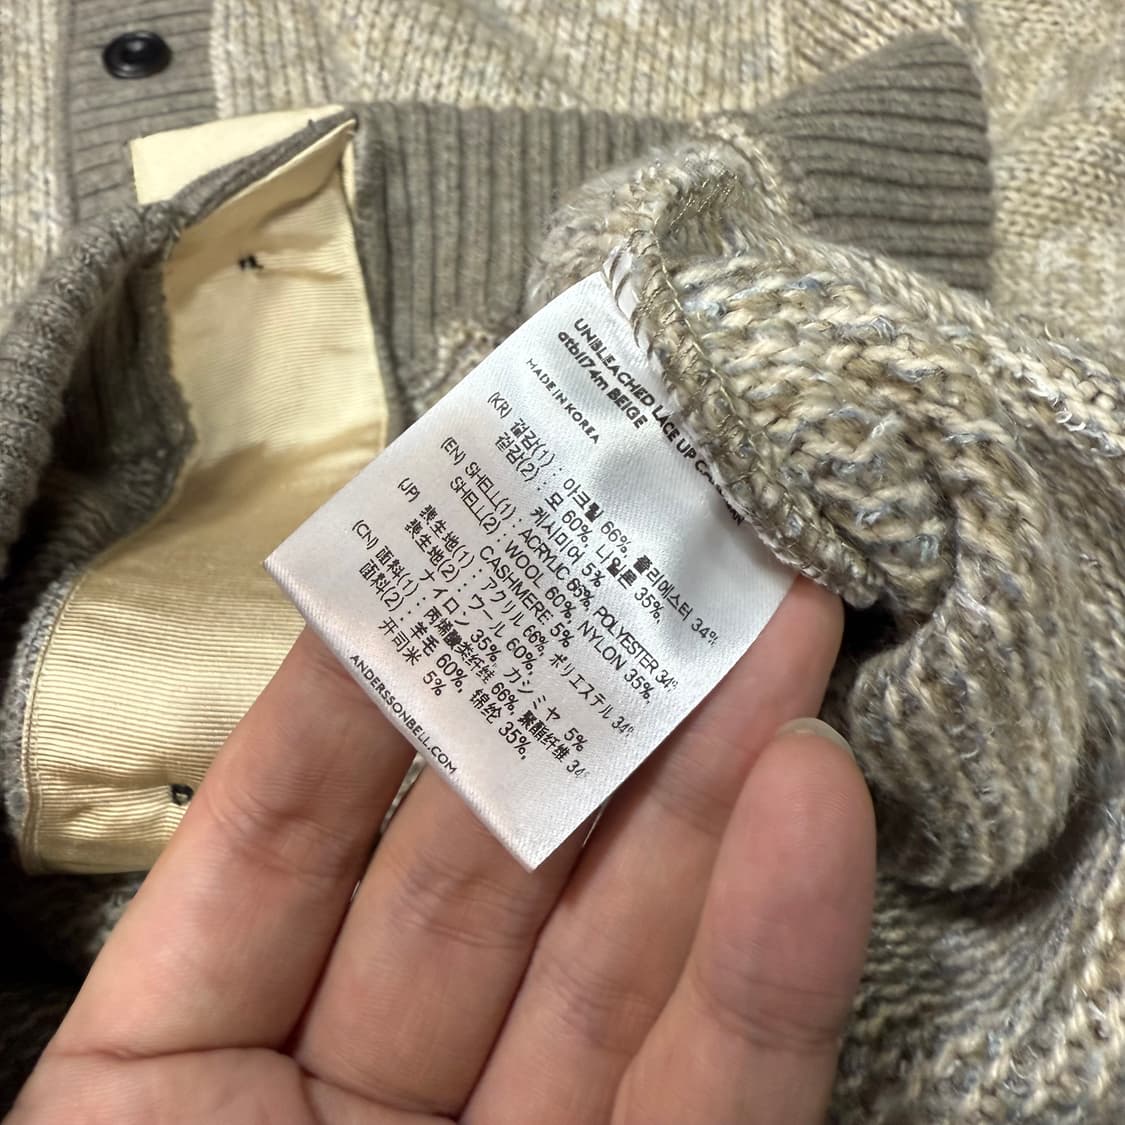 UNBLEACHED LACE UP
atb1174m BEIGE
MADE IN KOREA
(KR) 겉감(1) : 아크릴 66%, 폴리에스터 34%
겉감(2) : 모 60%, 나일론 35%,
캐시미어 5%
(EN) SHELL(1) : ACRYLIC 66%, POLYESTER 34%
SHELL(2) : WOOL 60%, NYLON 35%,
CASHMERE 5%
(JP) 裏生地(1) : アクリル 66%, ポリエステル 34%
裏生地(2) : ウール 60%,
ナイロン 35%, カシミヤ 5%
(CN) 面料(1) : 丙烯酸类纤维 66%, 聚酯纤维 34%
面料(2) : 羊毛 60%, 锦纶 35%,
开司米 5%
ANDERSSONBELL.COM